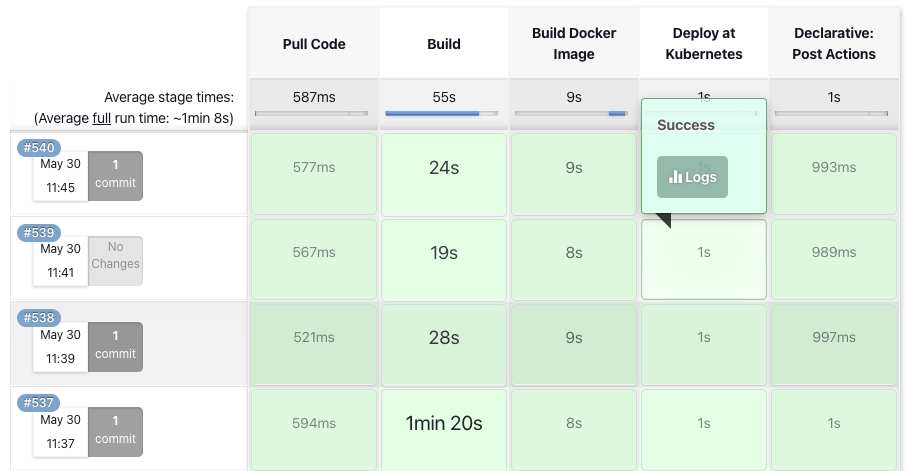 Pull Code
Build
Build Docker
Image
Deploy at
Kubernetes
Declarative:
Post Actions
Average stage times:
(Average full run time: ~1min 8s)
587ms
55s
9s
1s
1s
Success
Logs
#540
May 30
11:45
1
commit
577ms
24s
9s
1s
993ms
#539
May 30
11:41
No
Changes
567ms
19s
8s
1s
989ms
#538
May 30
11:39
1
commit
521ms
28s
9s
1s
997ms
#537
May 30
11:37
1
commit
594ms
1min 20s
8s
1s
1s